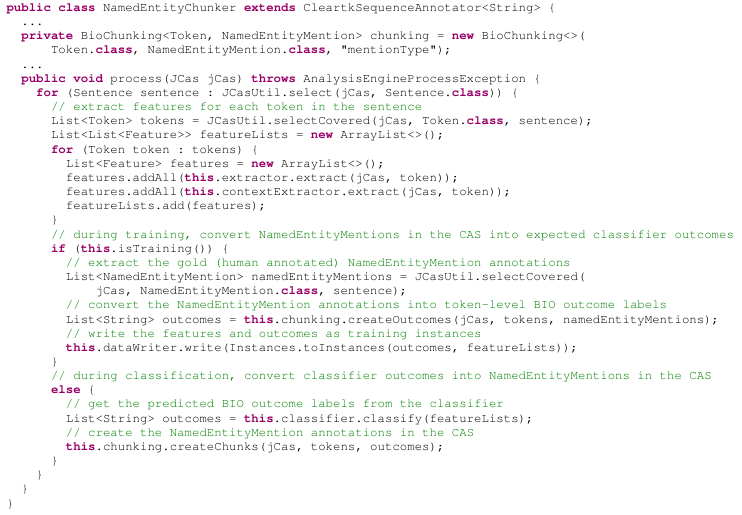 public class NamedEntityChunker extends CleartkSequenceAnnotator<String> {
  ...
  private BioChunking<Token, NamedEntityMention> chunking = new BioChunking<>(
      Token.class, NamedEntityMention.class, "mentionType");
  ...
  public void process(JCas jCas) throws AnalysisEngineProcessException {
    for (Sentence sentence : JCasUtil.select(jCas, Sentence.class)) {
      // extract features for each token in the sentence
      List<Token> tokens = JCasUtil.selectCovered(jCas, Token.class, sentence);
      List<List<Feature>> featureLists = new ArrayList<>();
      for (Token token : tokens) {
        List<Feature> features = new ArrayList<>();
        features.addAll(this.extractor.extract(jCas, token));
        features.addAll(this.contextExtractor.extract(jCas, token));
        featureLists.add(features);
      }
      // during training, convert NamedEntityMentions in the CAS into expected classifier outcomes
      if (this.isTraining()) {
        // extract the gold (human annotated) NamedEntityMention annotations
        List<NamedEntityMention> namedEntityMentions = JCasUtil.selectCovered(
            jCas, NamedEntityMention.class, sentence);
        // convert the NamedEntityMention annotations into token-level BIO outcome labels
        List<String> outcomes = this.chunking.createOutcomes(jCas, tokens, namedEntityMentions);
        // write the features and outcomes as training instances
        this.dataWriter.write(Instances.toInstances(outcomes, featureLists));
      }
      // during classification, convert classifier outcomes into NamedEntityMentions in the CAS
      else {
        // get the predicted BIO outcome labels from the classifier
        List<String> outcomes = this.classifier.classify(featureLists);
        // create the NamedEntityMention annotations in the CAS
        this.chunking.createChunks(jCas, tokens, outcomes);
      }
    }
  }
}